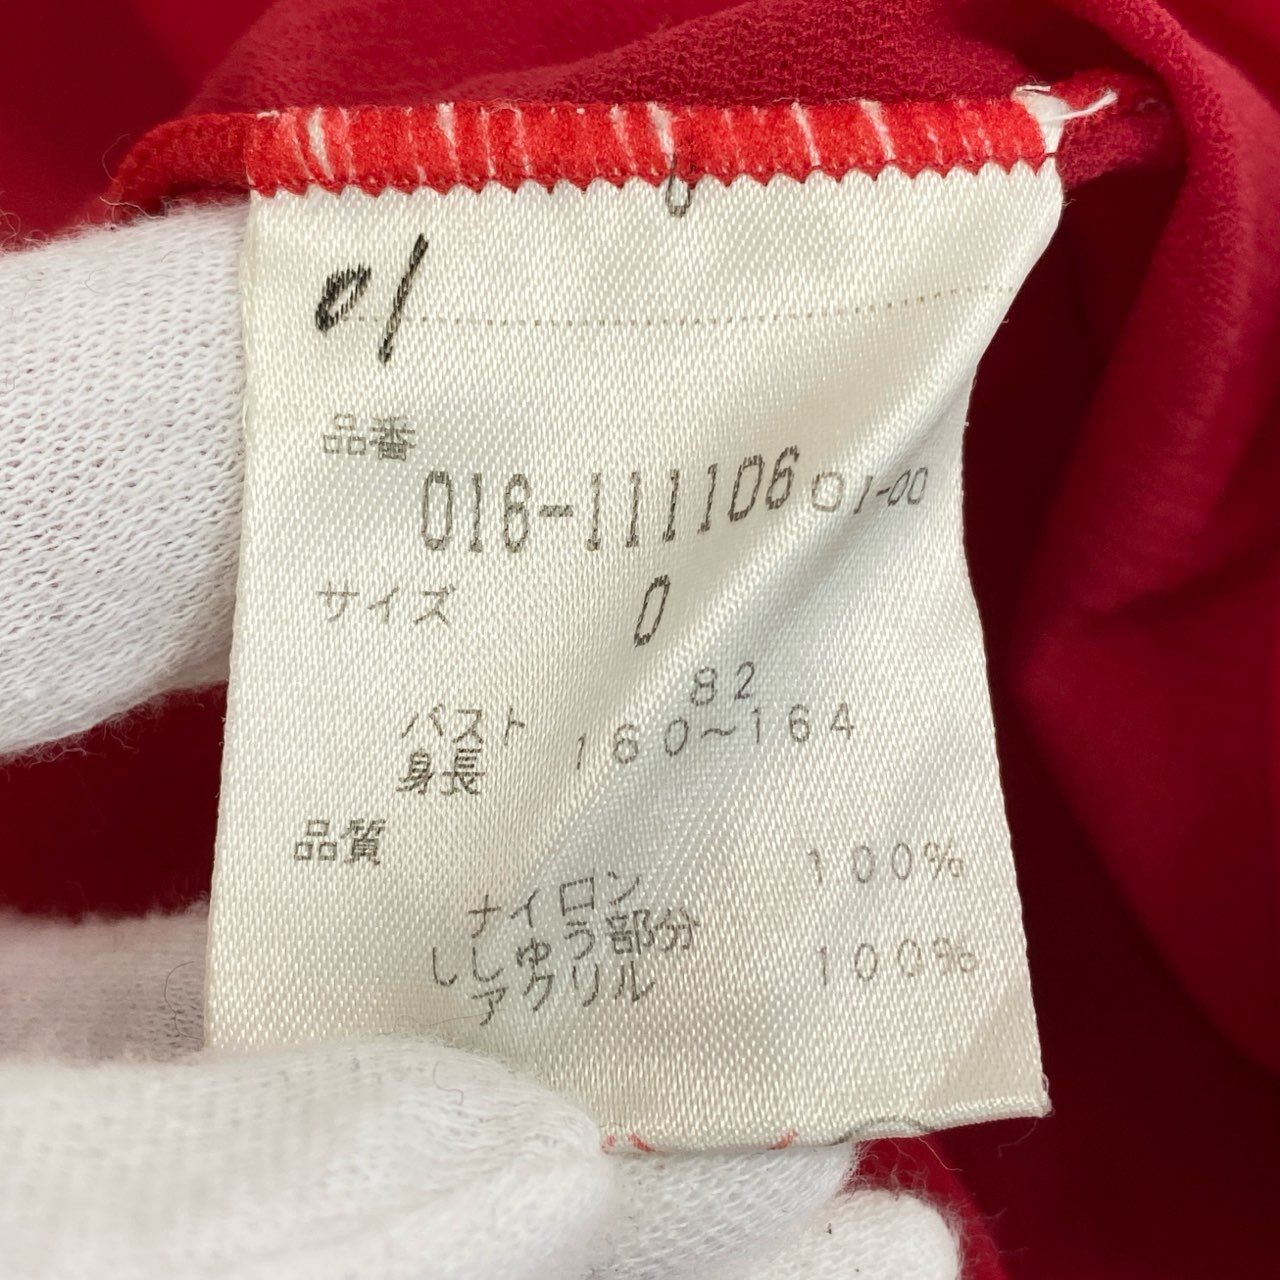 01
品番
016-111106 01-00
サイズ 0
バスト 82
身長 160~164
品質
ナイロン 100%
ししゅう部分
アクリル 100%